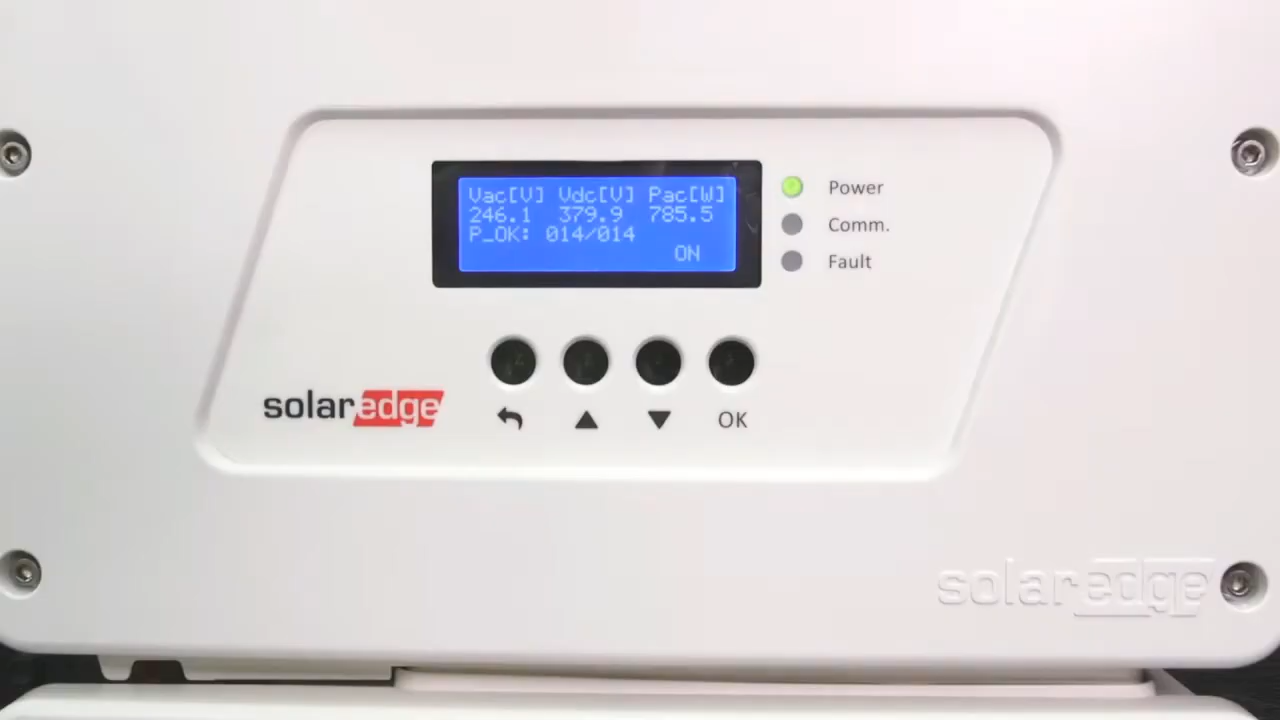 Vac[V] Vdc[V] Pac[W]
246.1 379.9 785.5
P_OK: 014/014
ON
Power
Comm.
Fault
solaredge
OK
solaredge